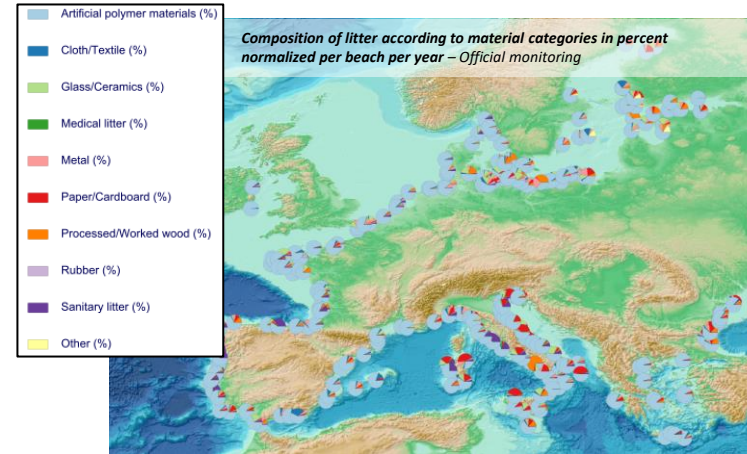 Artificial polymer materials (%)
Cloth/Textile (%)
Glass/Ceramics (%)
Medical litter (%)
Metal (%)
Paper/Cardboard (%)
Processed/Worked wood (%)
Rubber (%)
Sanitary litter (%)
Other (%)
Composition of litter according to material categories in percent
normalized per beach per year – Official monitoring